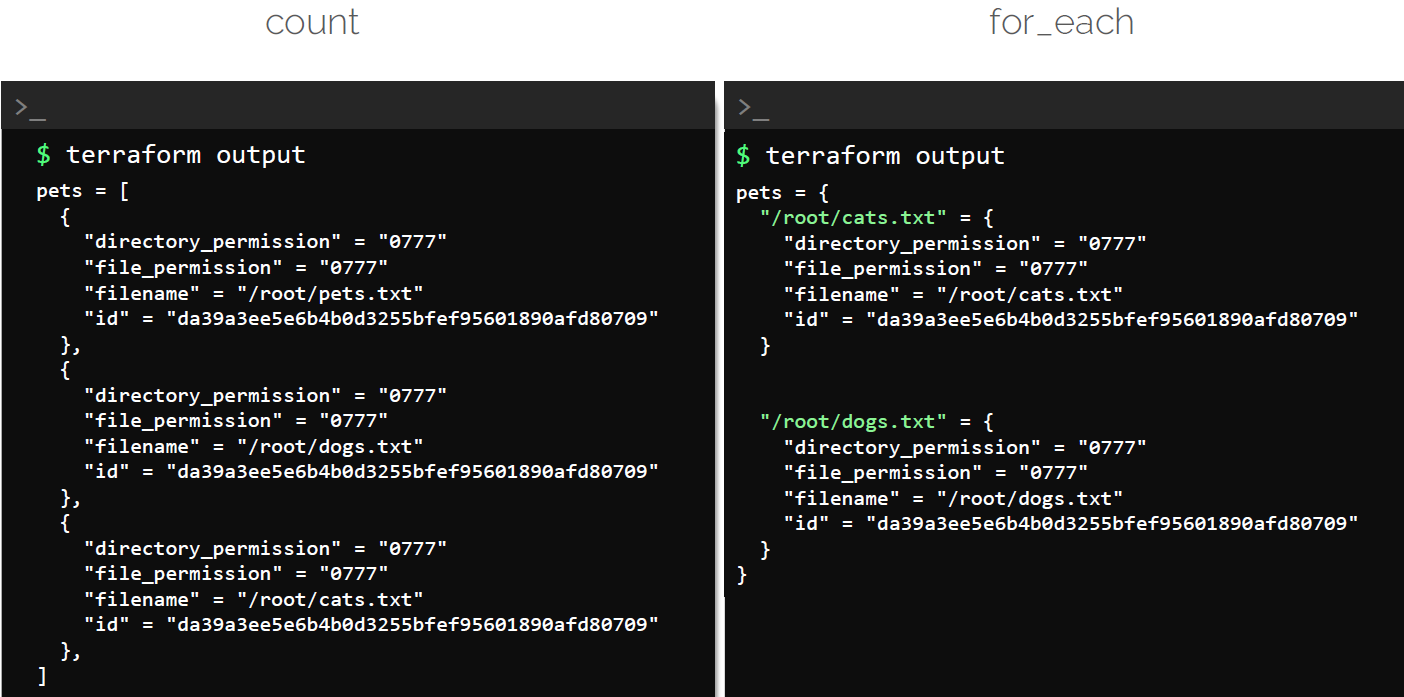 count
>_
$ terraform output
pets = [
  {
    "directory_permission" = "0777"
    "file_permission" = "0777"
    "filename" = "/root/pets.txt"
    "id" = "da39a3ee5e6b4b0d3255bfef95601890afd80709"
  },
  {
    "directory_permission" = "0777"
    "file_permission" = "0777"
    "filename" = "/root/dogs.txt"
    "id" = "da39a3ee5e6b4b0d3255bfef95601890afd80709"
  },
  {
    "directory_permission" = "0777"
    "file_permission" = "0777"
    "filename" = "/root/cats.txt"
    "id" = "da39a3ee5e6b4b0d3255bfef95601890afd80709"
  },
]
for_each
>_
$ terraform output
pets = {
  "/root/cats.txt" = {
    "directory_permission" = "0777"
    "file_permission" = "0777"
    "filename" = "/root/cats.txt"
    "id" = "da39a3ee5e6b4b0d3255bfef95601890afd80709"
  }
  "/root/dogs.txt" = {
    "directory_permission" = "0777"
    "file_permission" = "0777"
    "filename" = "/root/dogs.txt"
    "id" = "da39a3ee5e6b4b0d3255bfef95601890afd80709"
  }
}